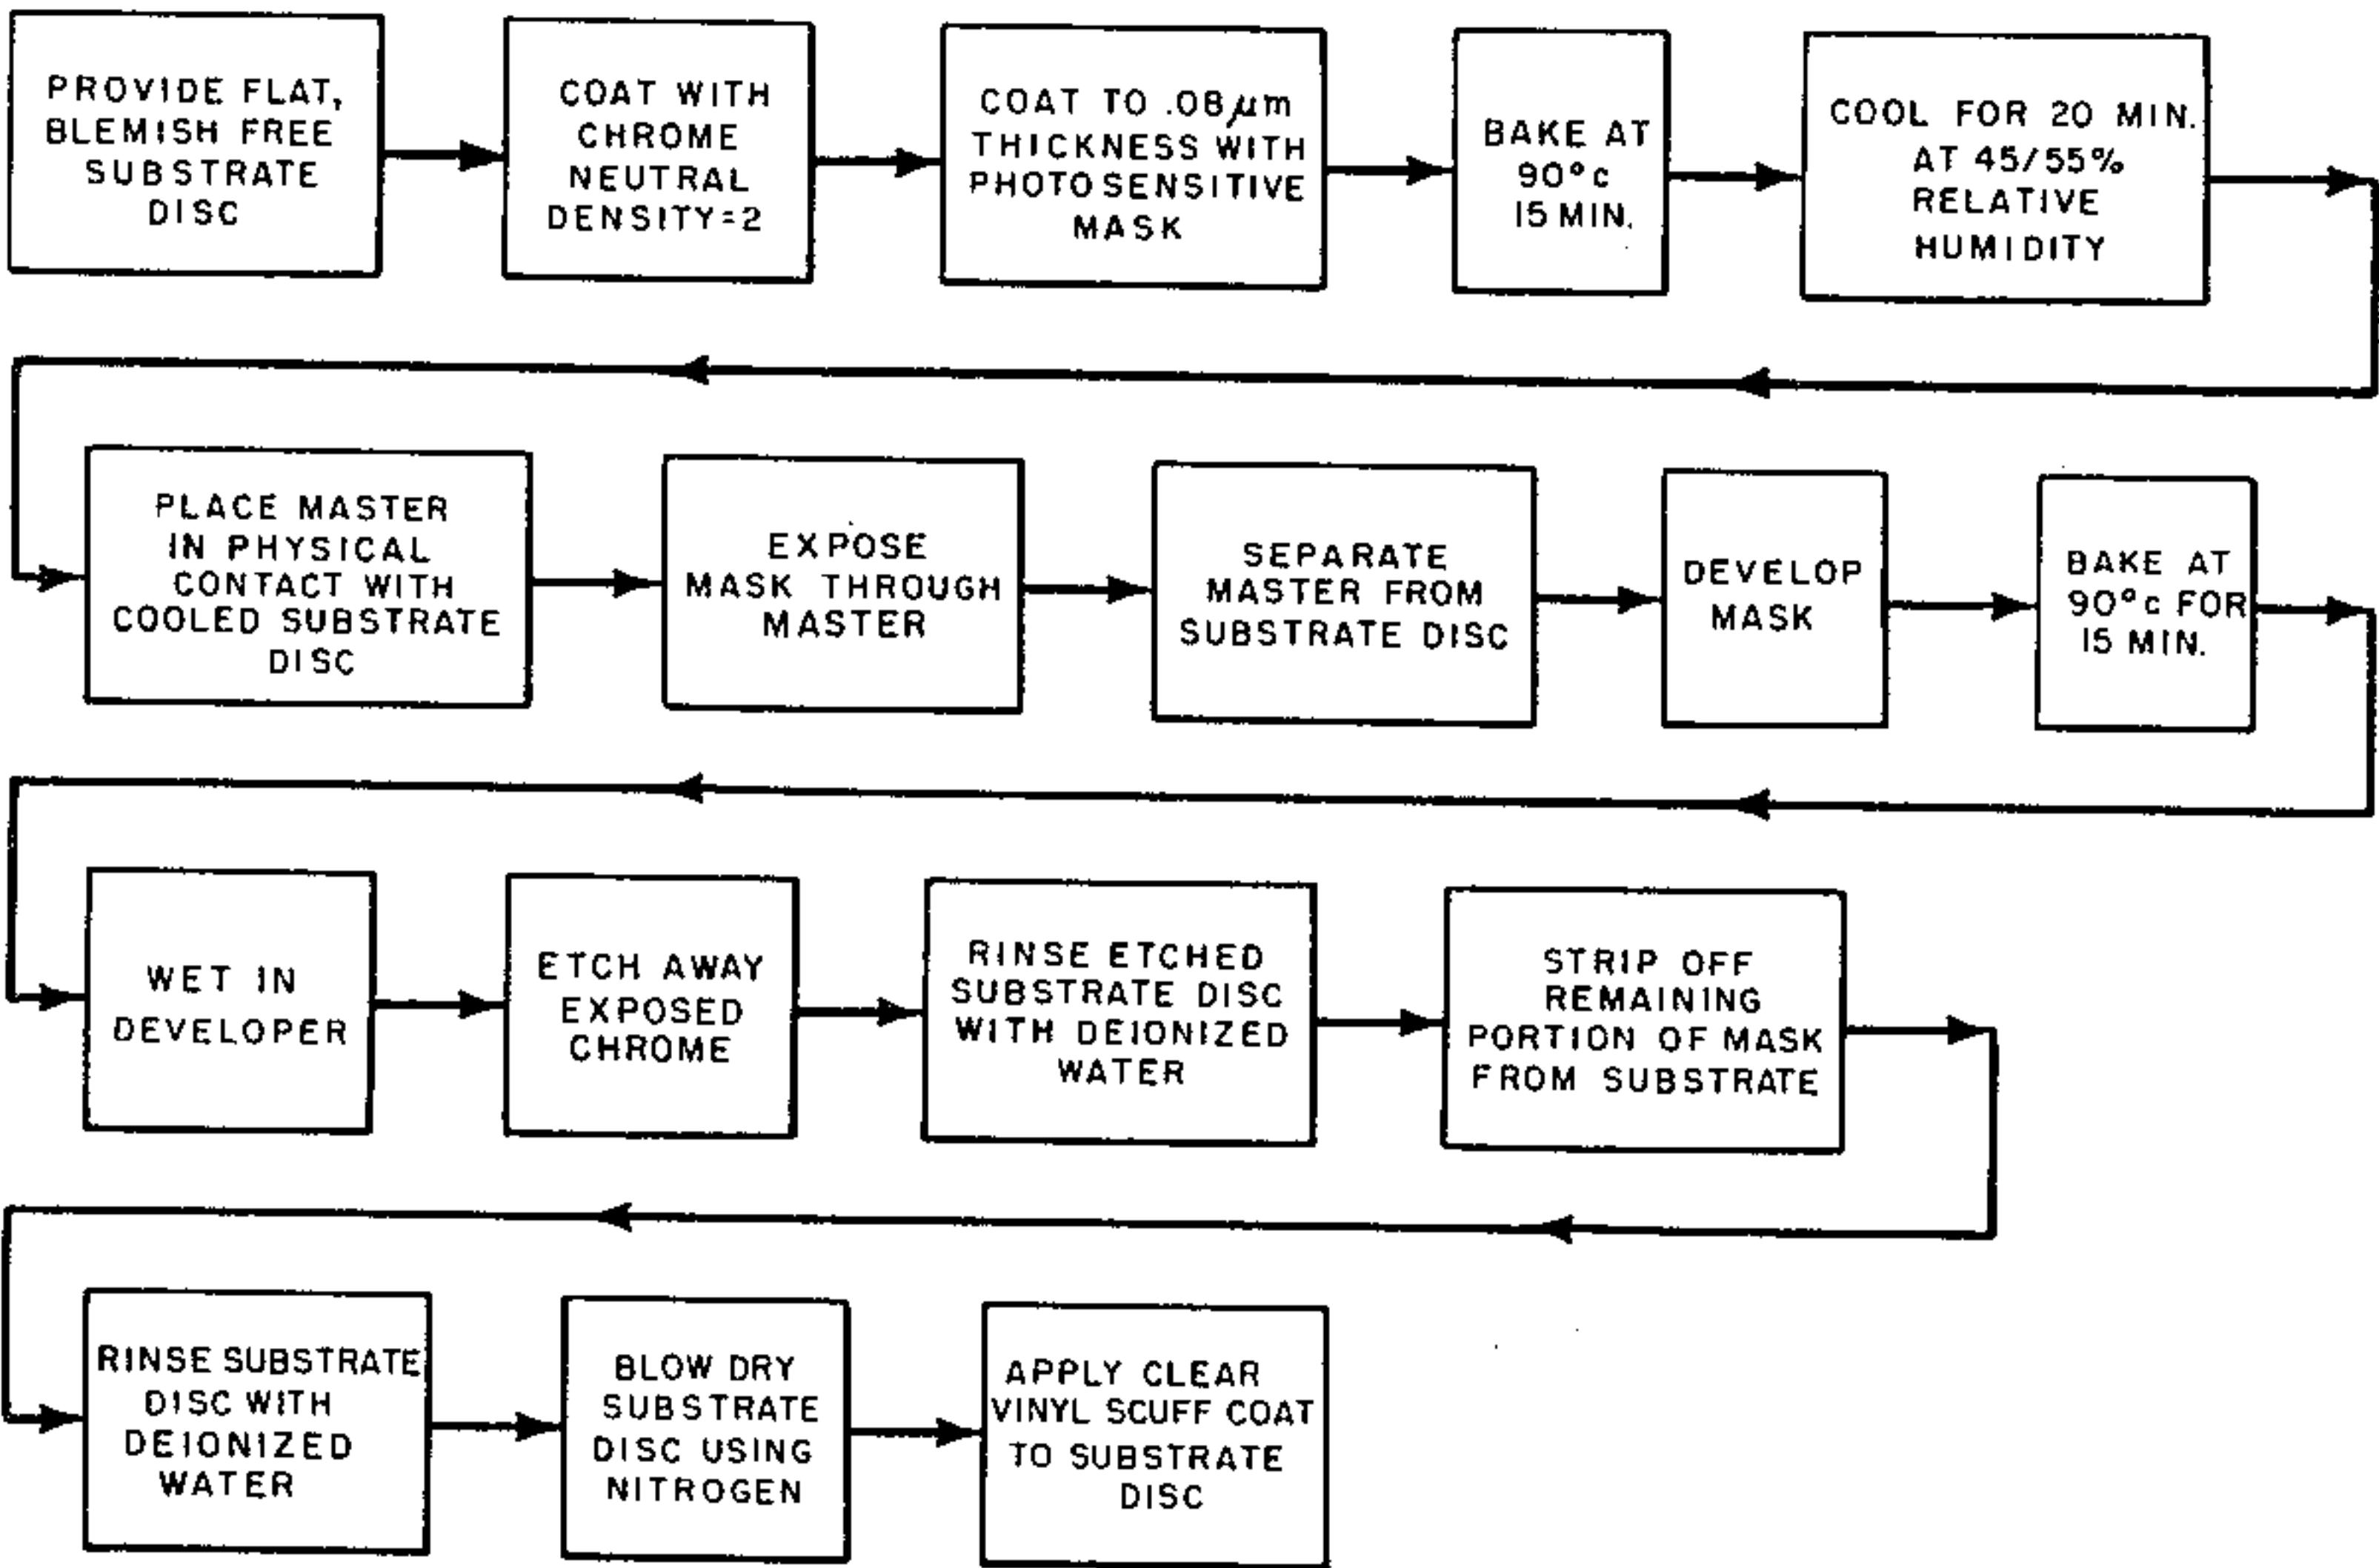 PROVIDE FLAT,
BLEMISH FREE
SUBSTRATE
DISC
COAT WITH
CHROME
NEUTRAL
DENSITY=2
COAT TO .08μm
THICKNESS WITH
PHOTOSENSITIVE
MASK
BAKE AT
90°c
15 MIN.
COOL FOR 20 MIN.
AT 45/55%
RELATIVE
HUMIDITY
PLACE MASTER
IN PHYSICAL
CONTACT WITH
COOLED SUBSTRATE
DISC
EXPOSE
MASK THROUGH
MASTER
SEPARATE
MASTER FROM
SUBSTRATE DISC
DEVELOP
MASK
BAKE AT
90°c FOR
15 MIN.
WET IN
DEVELOPER
ETCH AWAY
EXPOSED
CHROME
RINSE ETCHED
SUBSTRATE DISC
WITH DEIONIZED
WATER
STRIP OFF
REMAINING
PORTION OF MASK
FROM SUBSTRATE
RINSE SUBSTRATE
DISC WITH
DEIONIZED
WATER
BLOW DRY
SUBSTRATE
DISC USING
NITROGEN
APPLY CLEAR
VINYL SCUFF COAT
TO SUBSTRATE
DISC